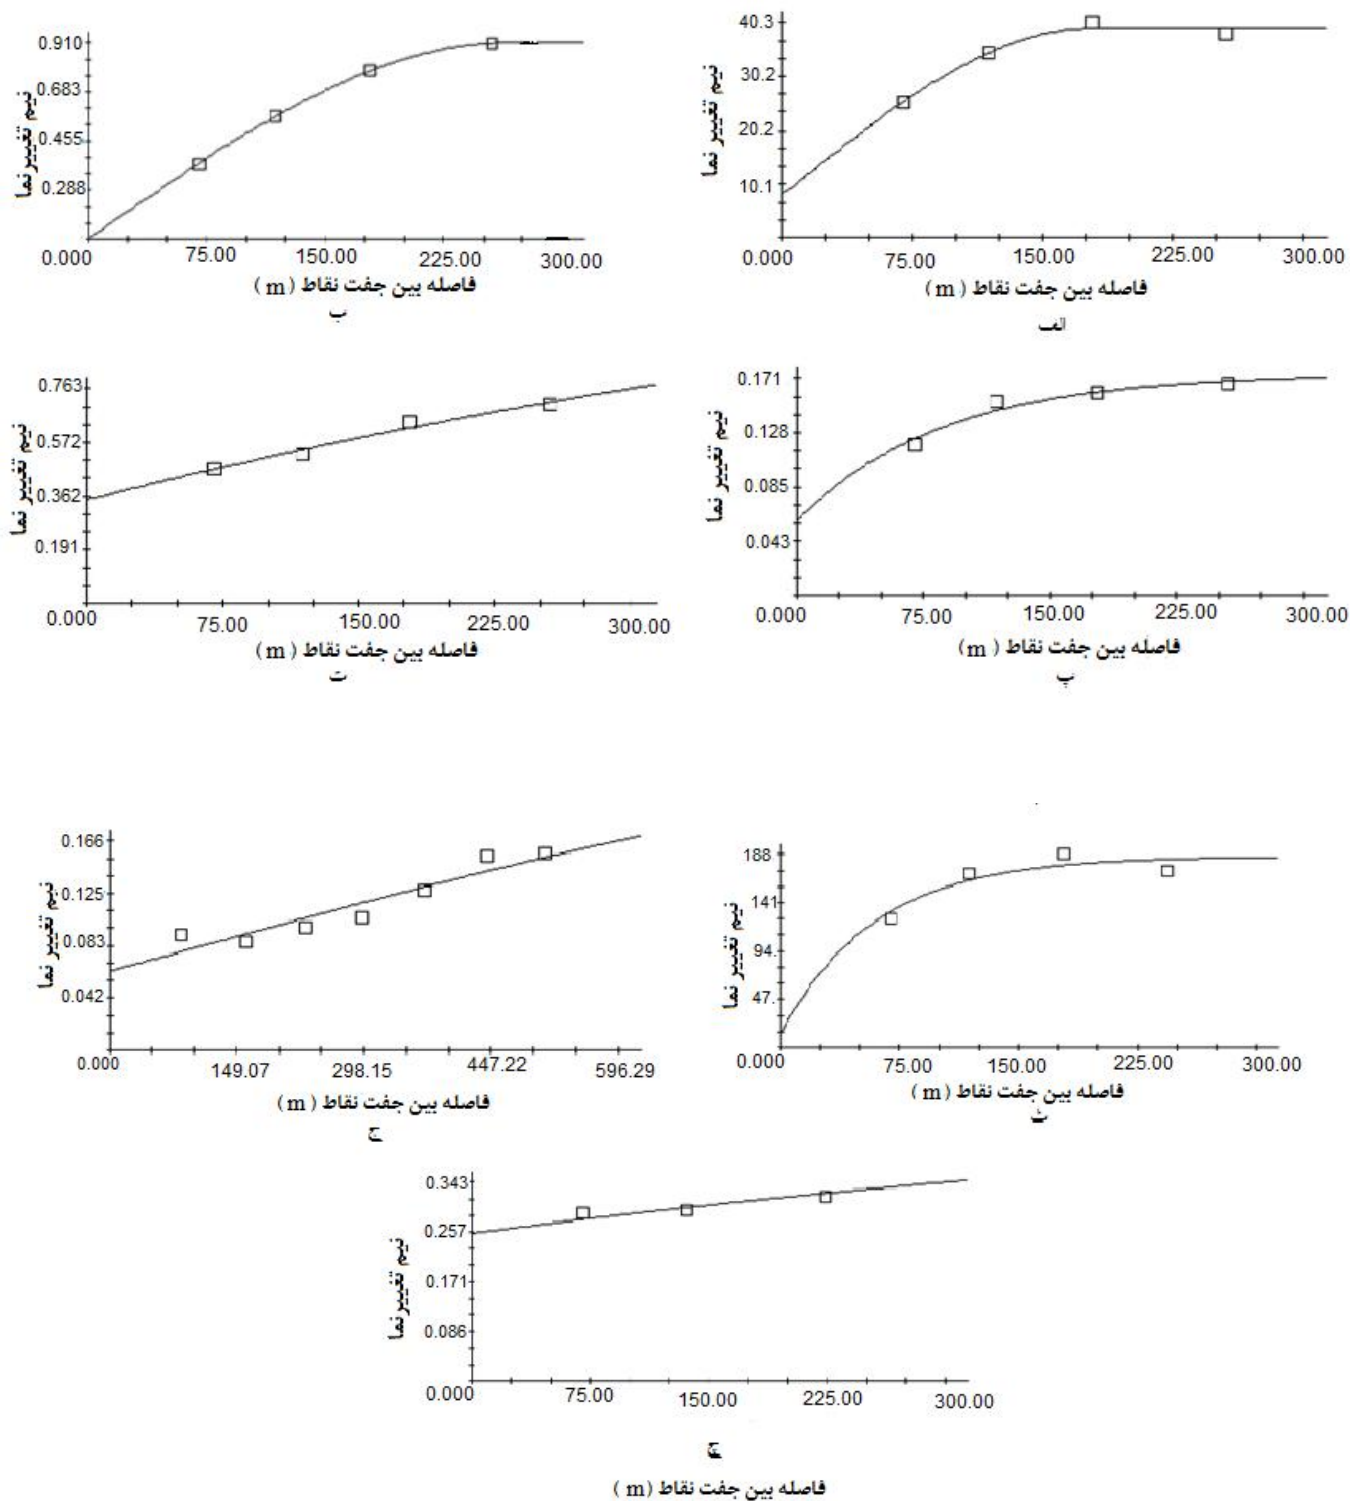 40.3
30.2
20.2
10.1
0.000 75.00 150.00 225.00 300.00
نیم تغییر نما
فاصله بین جفت نقاط ( m )
الف
0.910
0.683
0.455
0.288
0.000 75.00 150.00 225.00 300.00
نیم تغییر نما
فاصله بین جفت نقاط ( m )
ب
0.171
0.128
0.085
0.043
0.000 75.00 150.00 225.00 300.00
نیم تغییر نما
فاصله بین جفت نقاط ( m )
پ
0.763
0.572
0.362
0.191
0.000 75.00 150.00 225.00 300.00
نیم تغییر نما
فاصله بین جفت نقاط ( m )
ت
188
141
94.
47.
0.000 75.00 150.00 225.00 300.00
نیم تغییر نما
فاصله بین جفت نقاط ( m )
ث
0.166
0.125
0.083
0.042
0.000 149.07 298.15 447.22 596.29
نیم تغییر نما
فاصله بین جفت نقاط ( m )
ج
0.343
0.257
0.171
0.086
0.000 75.00 150.00 225.00 300.00
نیم تغییر نما
چ
فاصله بین جفت نقاط ( m )